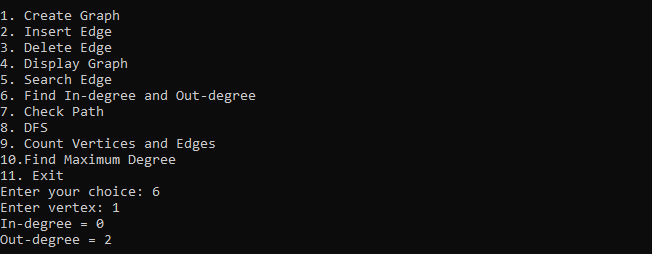 1. Create Graph
2. Insert Edge
3. Delete Edge
4. Display Graph
5. Search Edge
6. Find In-degree and Out-degree
7. Check Path
8. DFS
9. Count Vertices and Edges
10.Find Maximum Degree
11. Exit
Enter your choice: 6
Enter vertex: 1
In-degree = 0
Out-degree = 2